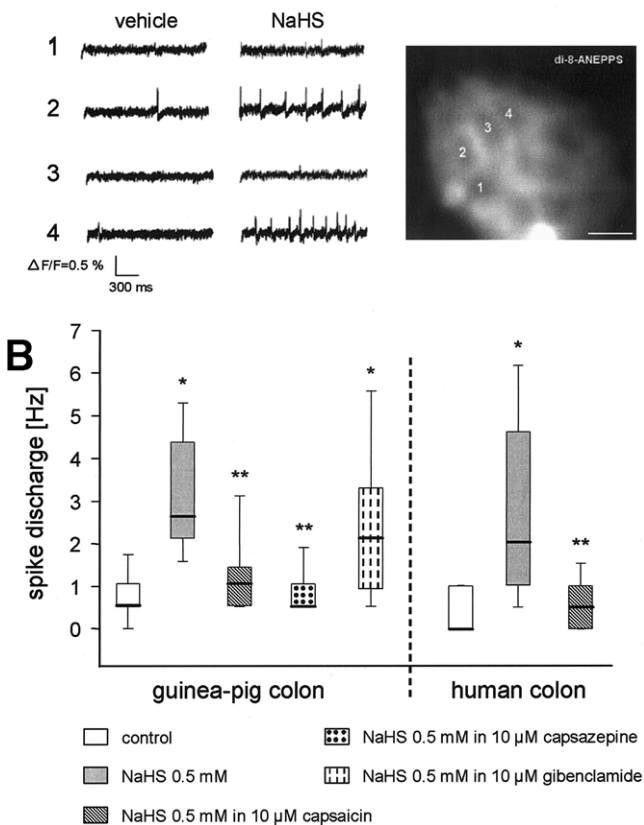 vehicle NaHS
1
2
3
4
△F/F=0.5 %
300 ms
di-8-ANEPPS
4
3
2
1
B
spike discharge [Hz]
7
6
5
4
3
2
1
0
*
**
**
*
*
**
guinea-pig colon human colon
control
NaHS 0.5 mM
NaHS 0.5 mM in 10 µM capsaicin
NaHS 0.5 mM in 10 µM capsazepine
NaHS 0.5 mM in 10 µM gibenclamide